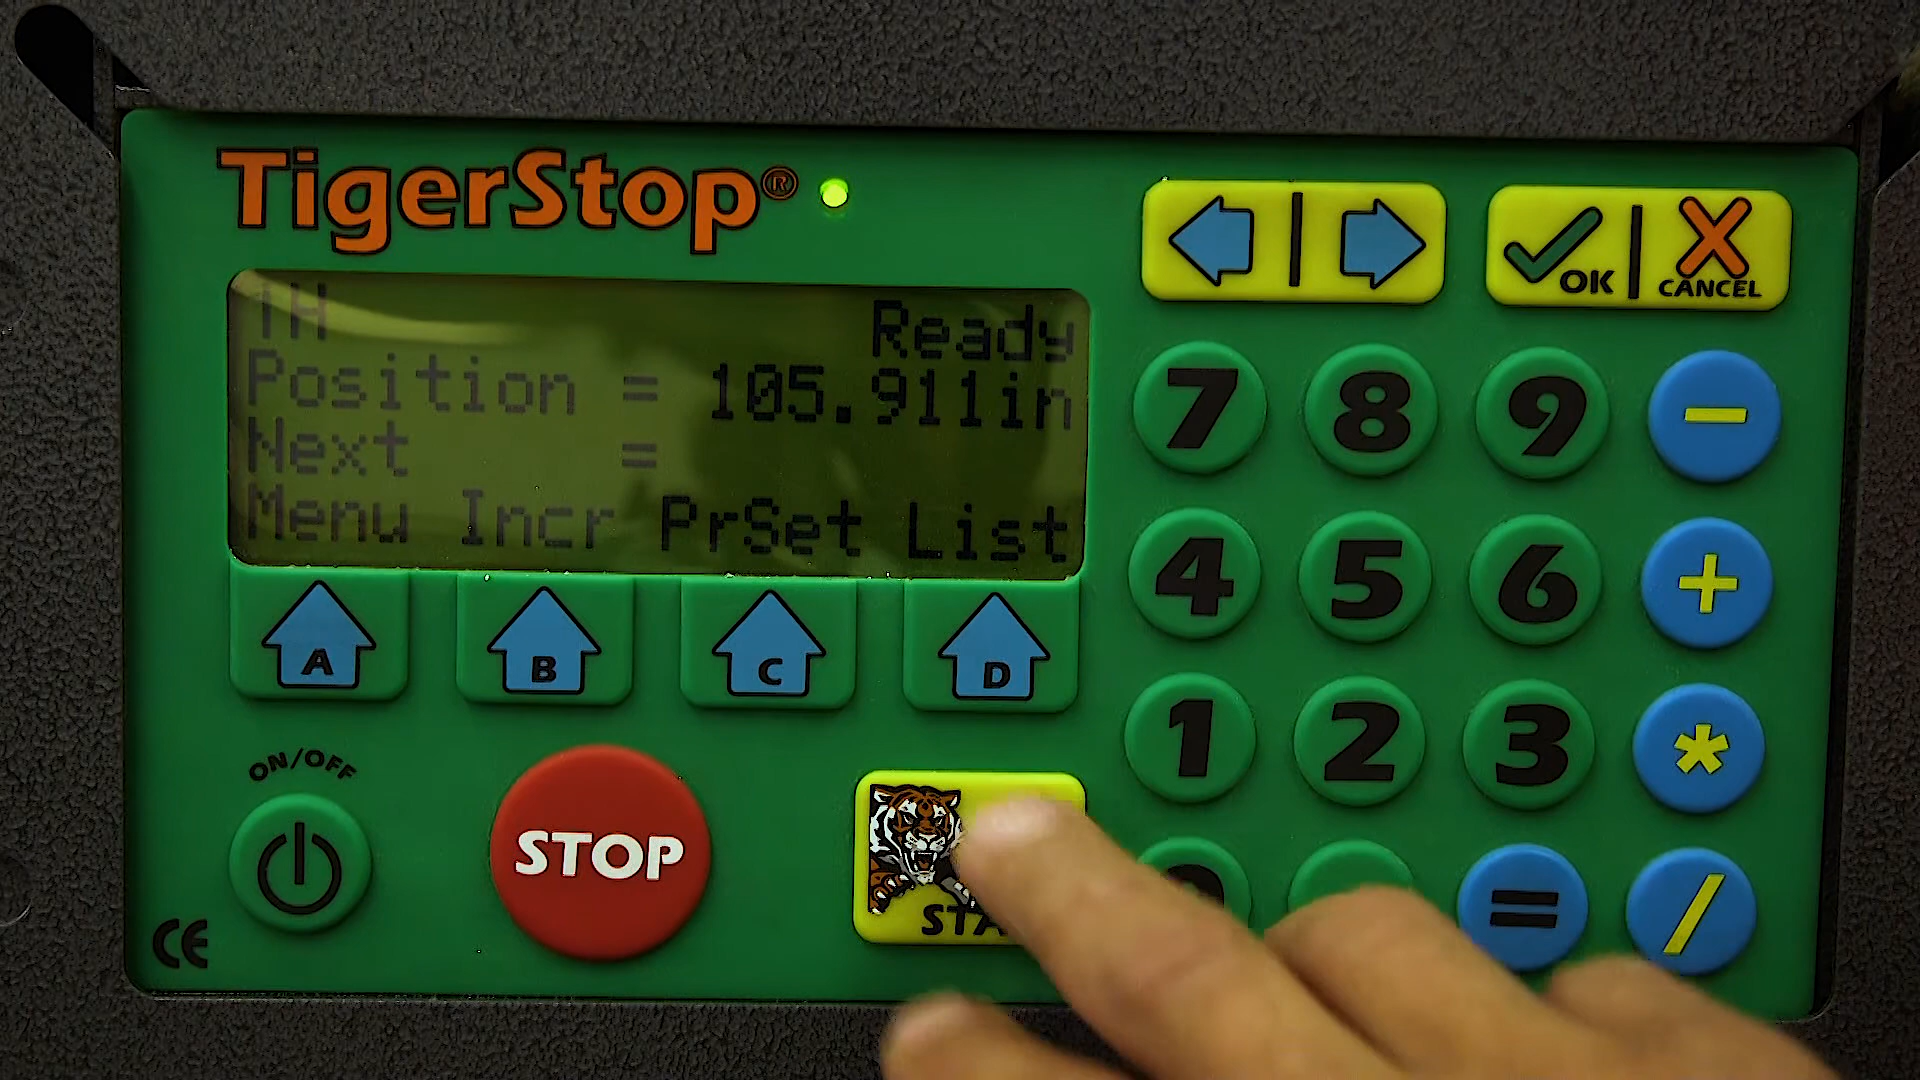 TigerStop®
1H Ready
Position = 105.911in
Next =
Menu Incr PrSet List
A B C D
ON/OFF
STOP
CE
OK
CANCEL
7 8 9 -
4 5 6 +
1 2 3 *
= /